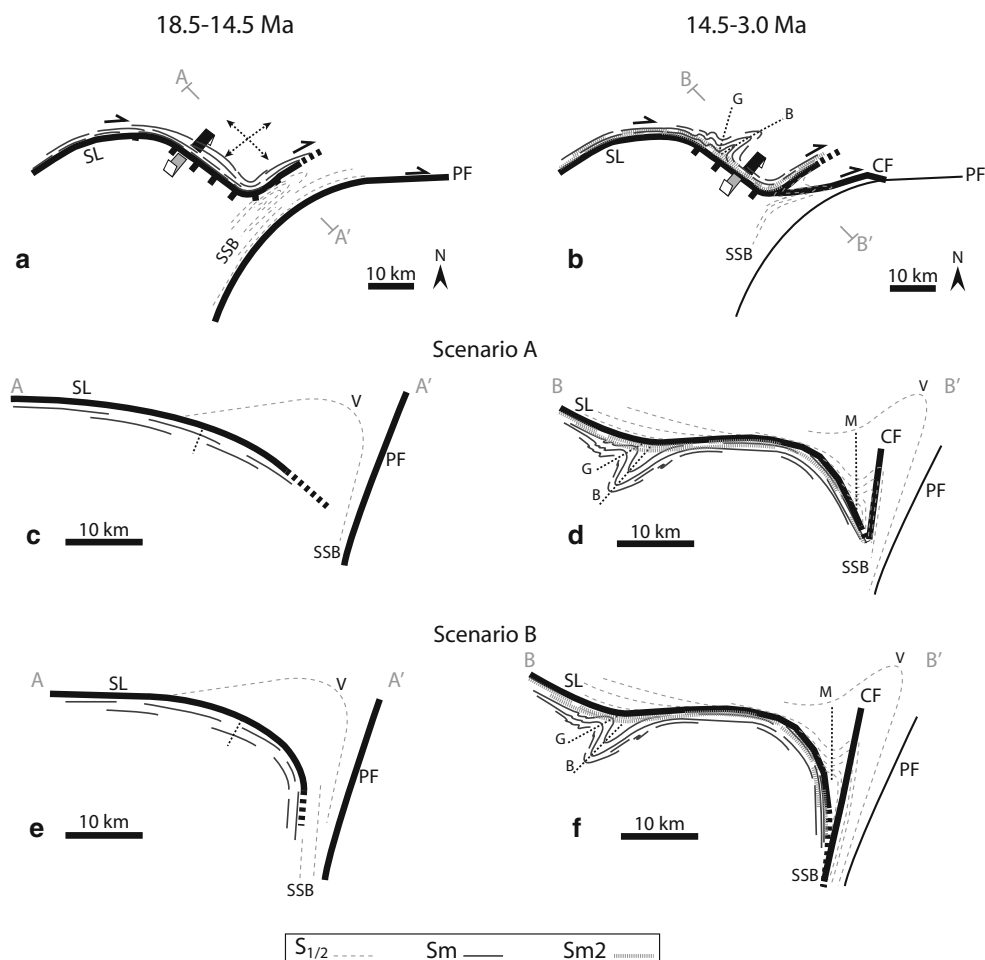 18.5-14.5 Ma
14.5-3.0 Ma
A
SL
PF
SSB
A'
a
10 km
N
B
G
B
SL
CF
PF
SSB
B'
b
10 km
N
Scenario A
A
SL
V
A'
PF
SSB
c
10 km
B
SL
V
B'
M
CF
G
B
PF
SSB
d
10 km
Scenario B
A
SL
V
A'
PF
SSB
e
10 km
B
SL
V
B'
M
CF
G
B
PF
SSB
f
10 km
S1/2 Sm Sm2